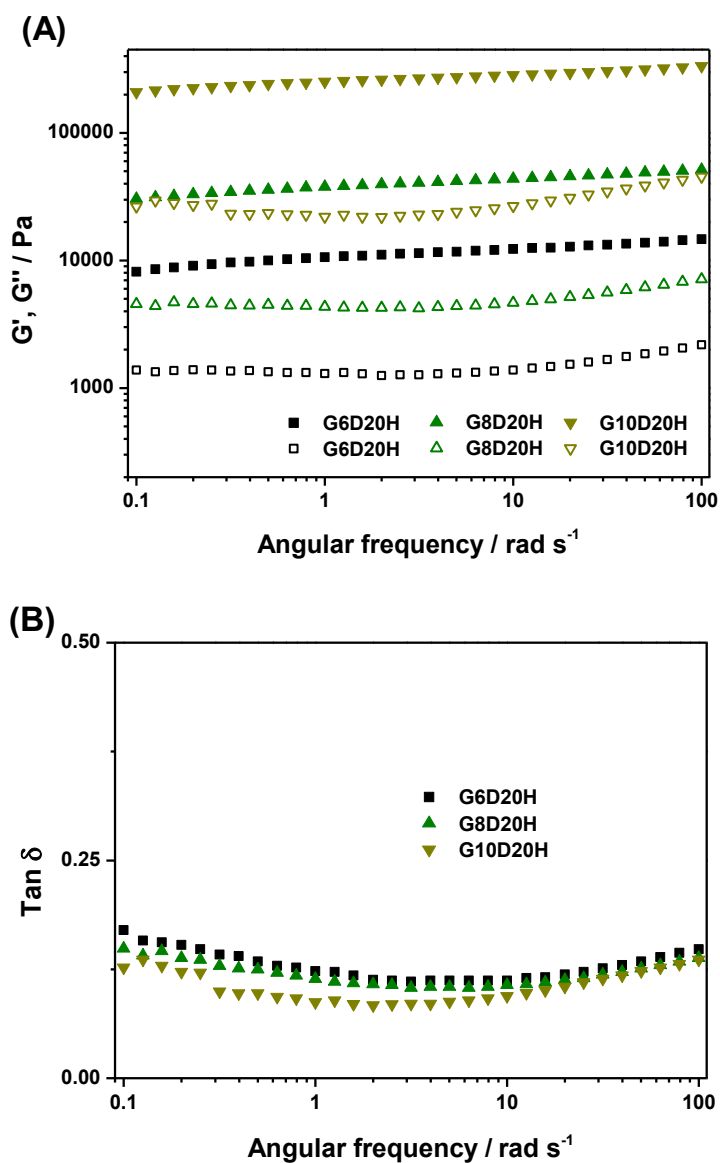 (A)
G', G'' / Pa
100000
10000
1000
G6D20H G8D20H G10D20H
G6D20H G8D20H G10D20H
0.1 1 10 100
Angular frequency / rad s⁻¹
(B)
Tan δ
0.50
0.25
0.00
G6D20H
G8D20H
G10D20H
0.1 1 10 100
Angular frequency / rad s⁻¹